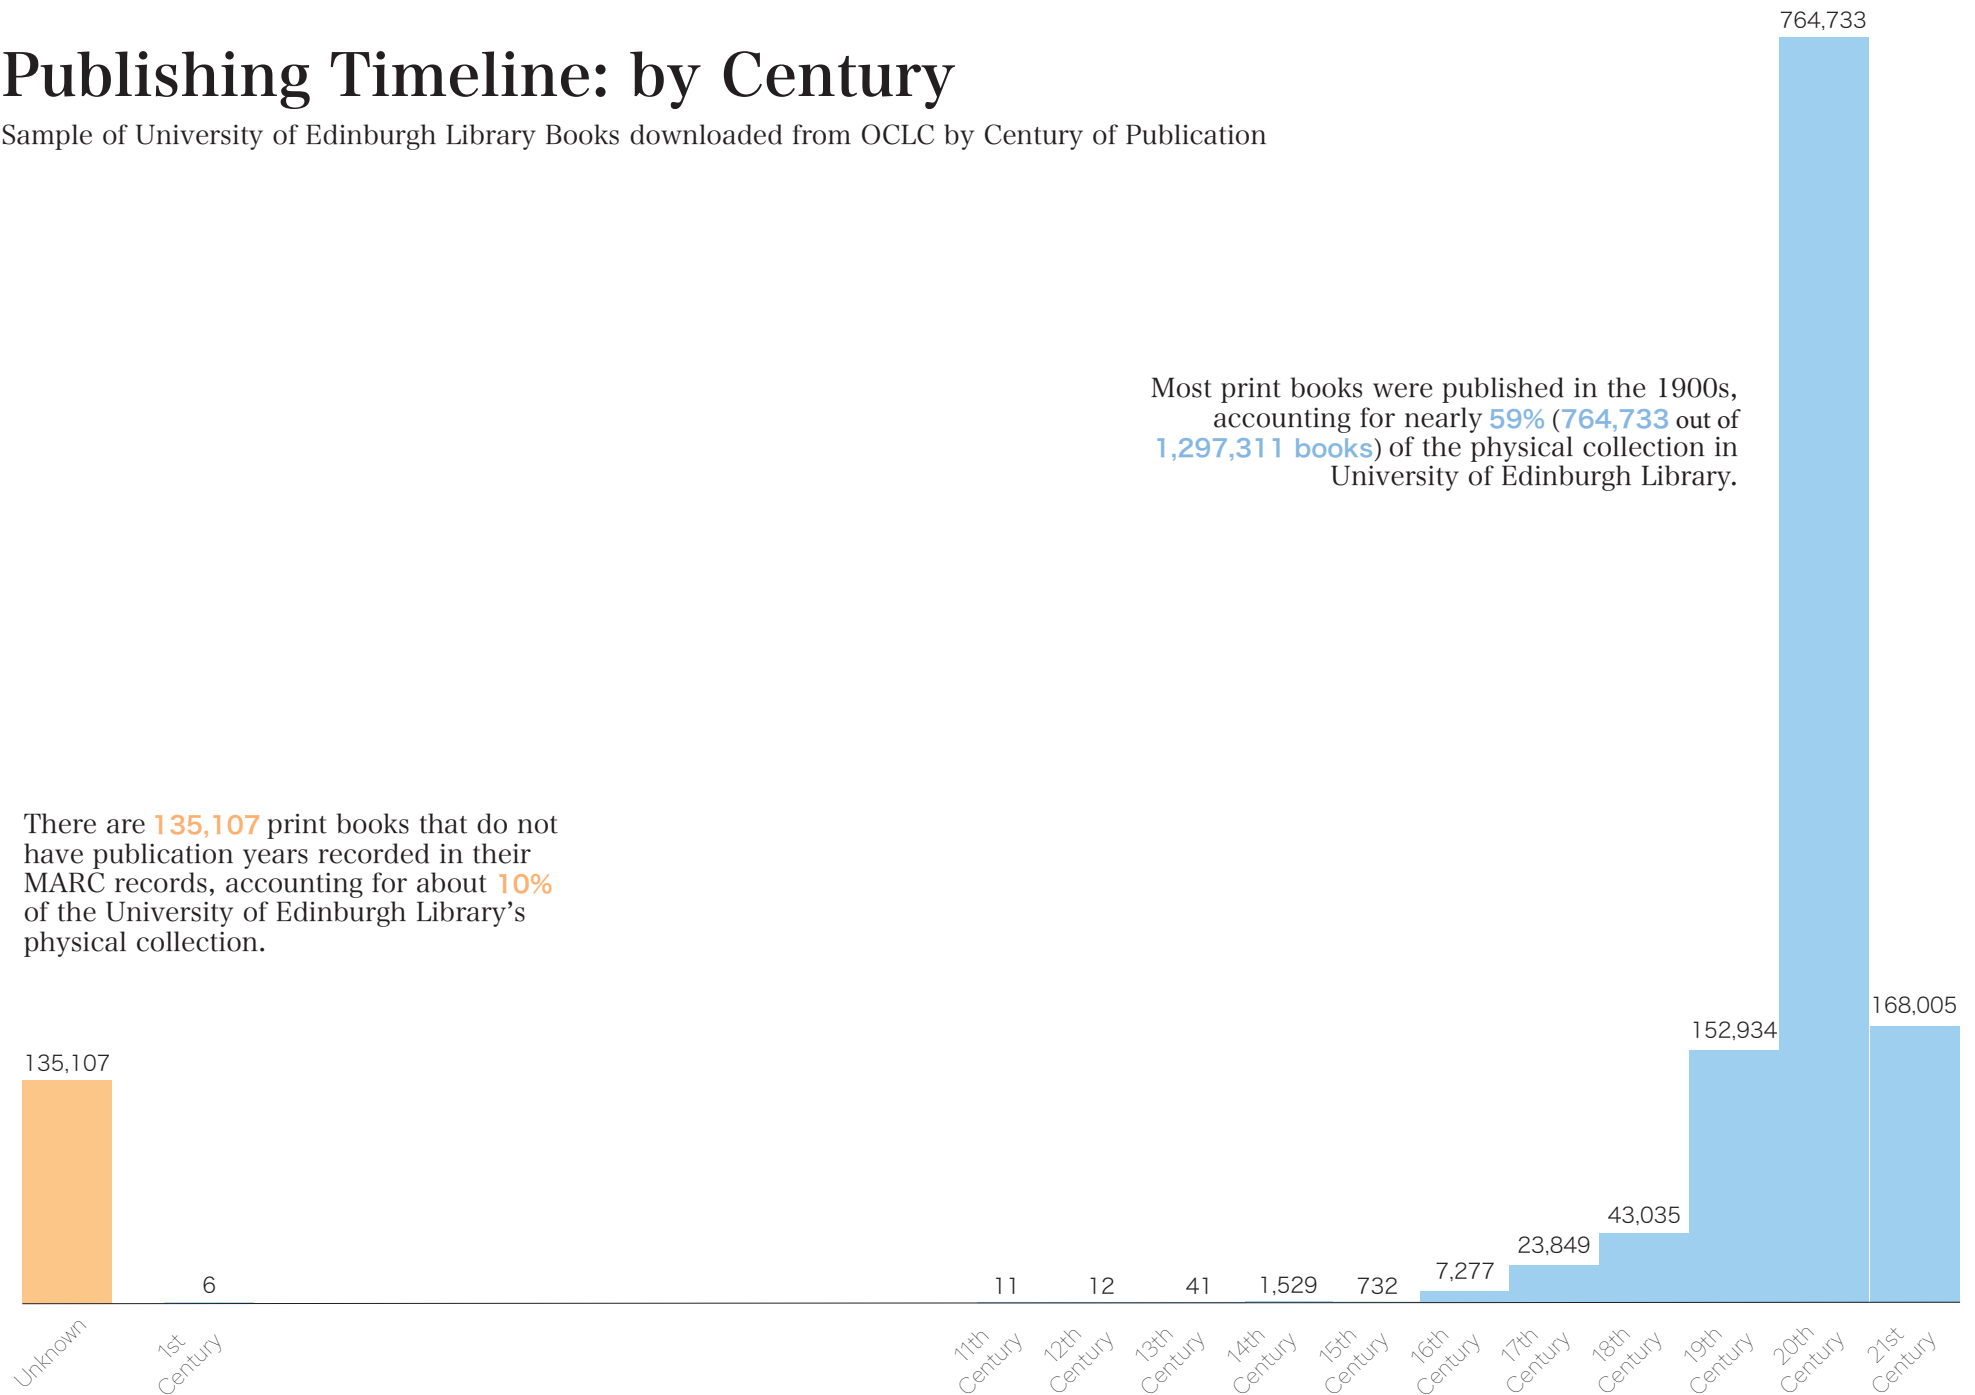 Publishing Timeline: by Century
Sample of University of Edinburgh Library Books downloaded from OCLC by Century of Publication
764,733
Most print books were published in the 1900s,
accounting for nearly 59% (764,733 out of
1,297,311 books) of the physical collection in
University of Edinburgh Library.
There are 135,107 print books that do not
have publication years recorded in their
MARC records, accounting for about 10%
of the University of Edinburgh Library’s
physical collection.
135,107
6
11
12
41
1,529
732
7,277
23,849
43,035
152,934
168,005
Unknown
1st
Century
11th
Century
12th
Century
13th
Century
14th
Century
15th
Century
16th
Century
17th
Century
18th
Century
19th
Century
20th
Century
21st
Century